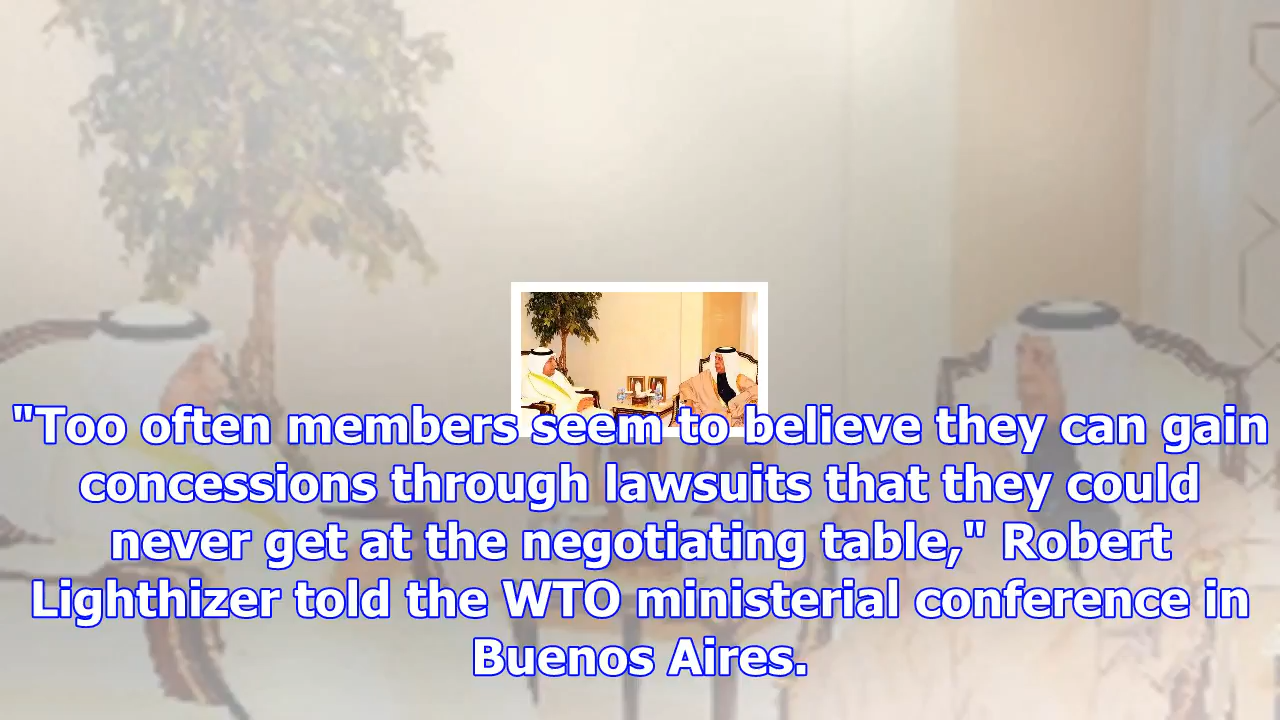 "Too often members seem to believe they can gain
concessions through lawsuits that they could
never get at the negotiating table," Robert
Lighthizer told the WTO ministerial conference in
Buenos Aires.